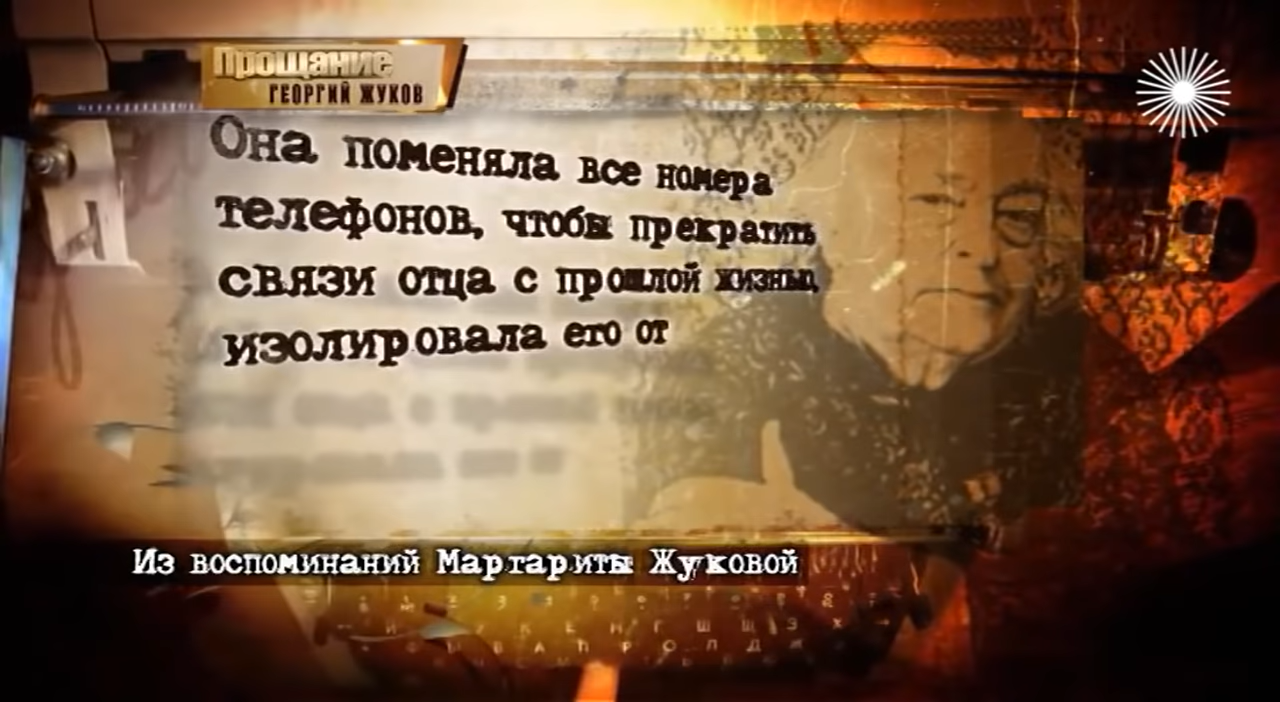 Прощание
ГЕОРГИЙ ЖУКОВ
Она поменяла все номера
телефонов, чтобы прекратить
связи отца с прошлой жизнью,
изолировала его от
Из воспоминаний Маргариты Жуковой